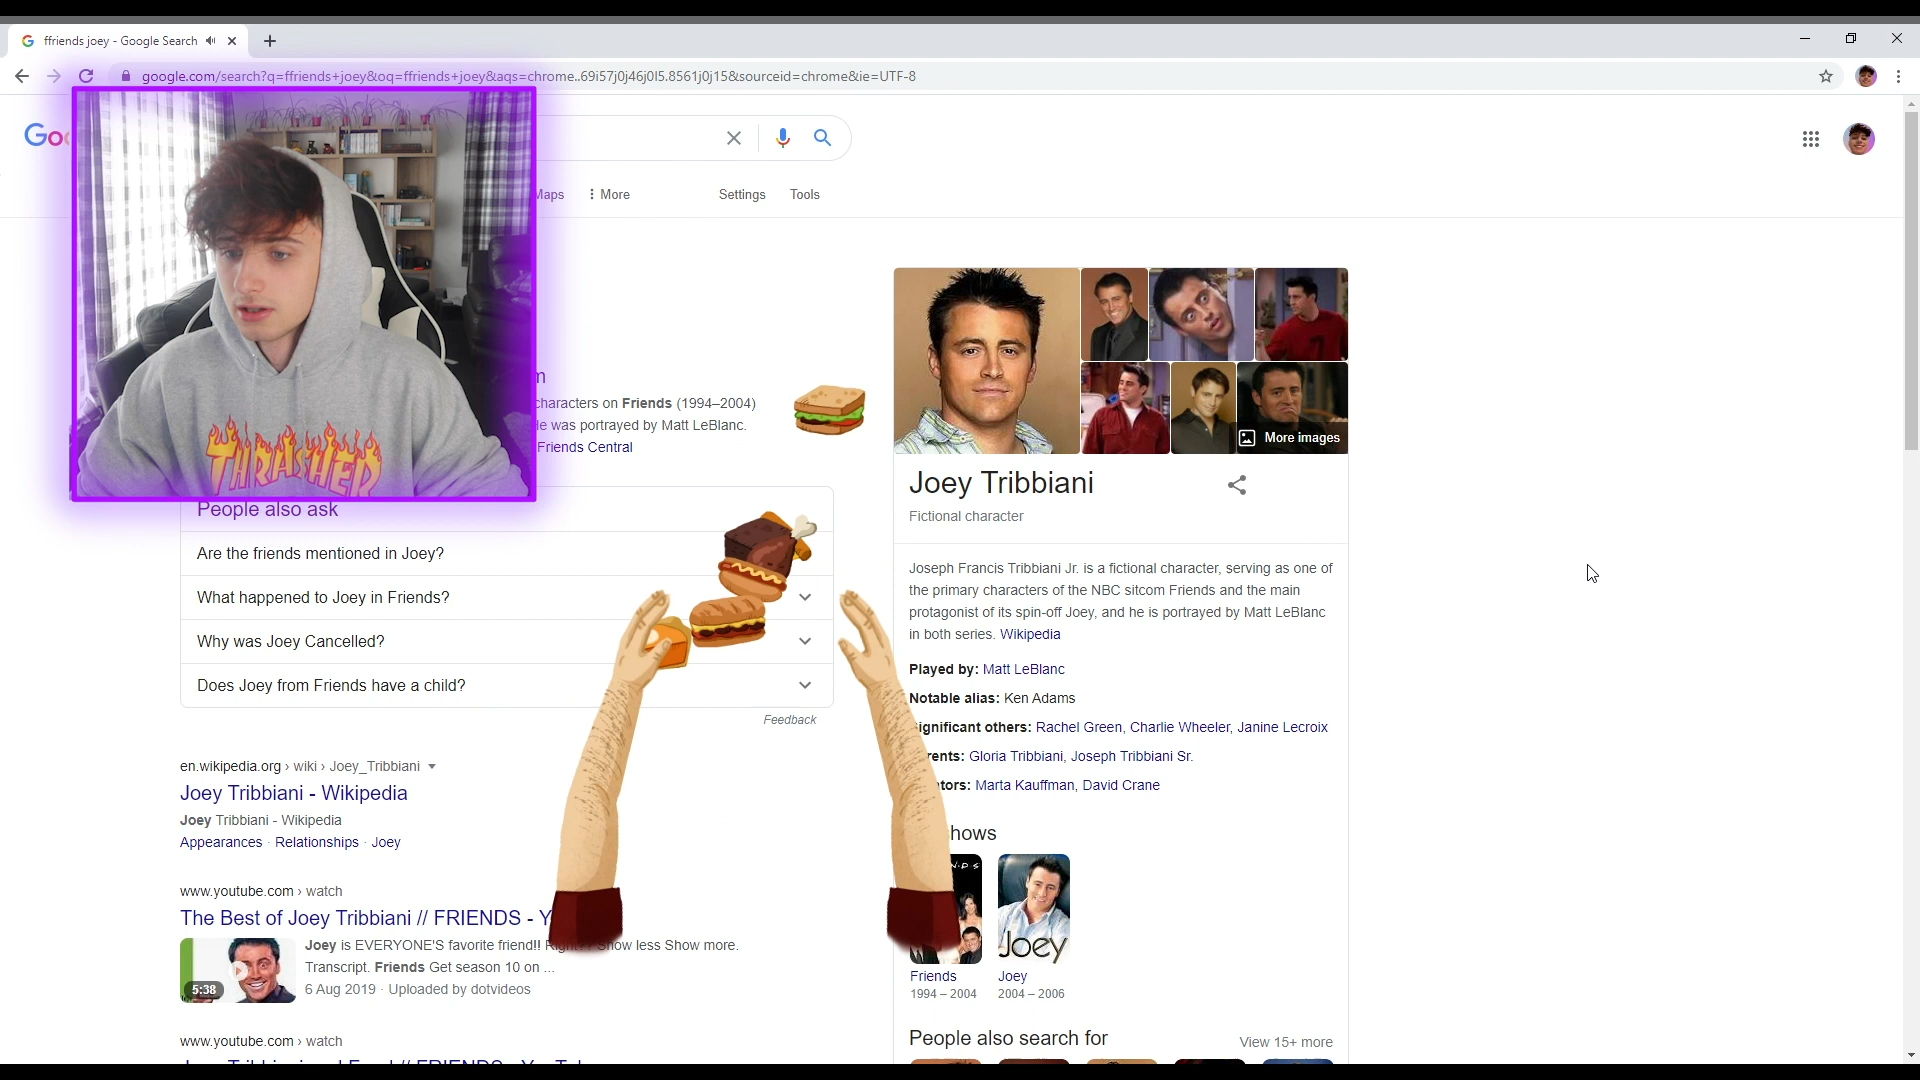 ffriends joey - Google Search
google.com/search?q=ffriends+joey&oq=ffriends+joey&aqs=chrome..69i57j0j46j0l5.8561j0j15&sourceid=chrome&ie=UTF-8
Maps
More
Settings
Tools
characters on Friends (1994–2004)
He was portrayed by Matt LeBlanc.
Friends Central
THRASHER
People also ask
Are the friends mentioned in Joey?
What happened to Joey in Friends?
Why was Joey Cancelled?
Does Joey from Friends have a child?
Feedback
en.wikipedia.org › wiki › Joey_Tribbiani
Joey Tribbiani - Wikipedia
Joey Tribbiani - Wikipedia
Appearances · Relationships · Joey
www.youtube.com › watch
The Best of Joey Tribbiani // FRIENDS - Y
Joey is EVERYONE'S favorite friend!! Show less Show more.
Transcript. Friends Get season 10 on ...
5:38
6 Aug 2019 · Uploaded by dotvideos
www.youtube.com › watch
More images
Joey Tribbiani
Fictional character
Joseph Francis Tribbiani Jr. is a fictional character, serving as one of
the primary characters of the NBC sitcom Friends and the main
protagonist of its spin-off Joey, and he is portrayed by Matt LeBlanc
in both series. Wikipedia
Played by: Matt LeBlanc
Notable alias: Ken Adams
ignificant others: Rachel Green, Charlie Wheeler, Janine Lecroix
rents: Gloria Tribbiani, Joseph Tribbiani Sr.
tors: Marta Kauffman, David Crane
hows
Joey
Friends
Joey
1994 – 2004
2004 – 2006
People also search for
View 15+ more